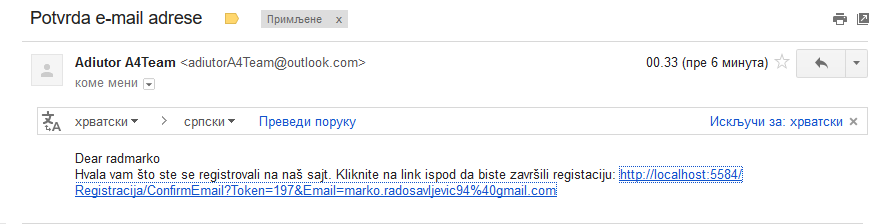 Potvrda e-mail adrese
Примљене x
Adiutor A4Team <adiutorA4Team@outlook.com>
00.33 (пре 6 минута)
коме мени
хрватски > српски Преведи поруку
Искључи за: хрватски ×
Dear radmarko
Hvala vam što ste se registrovali na naš sajt. Kliknite na link ispod da biste završili registaciju: http://localhost:5584/
Registracija/ConfirmEmail?Token=197&Email=marko.radosavljevic94%40gmail.com